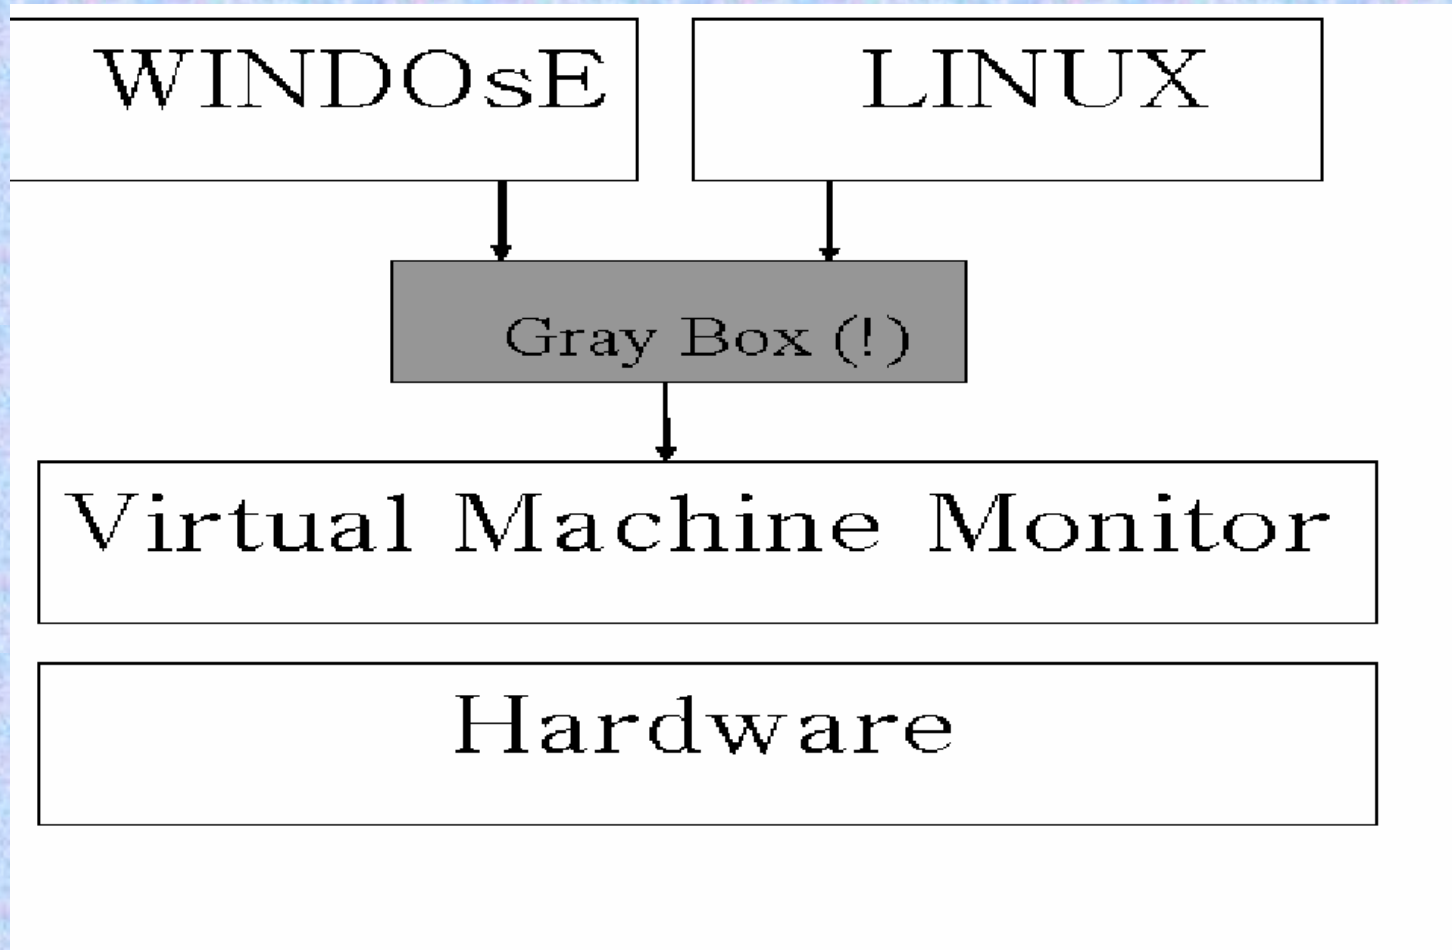 WINDOsE
LINUX
Gray Box (!)
Virtual Machine Monitor
Hardware